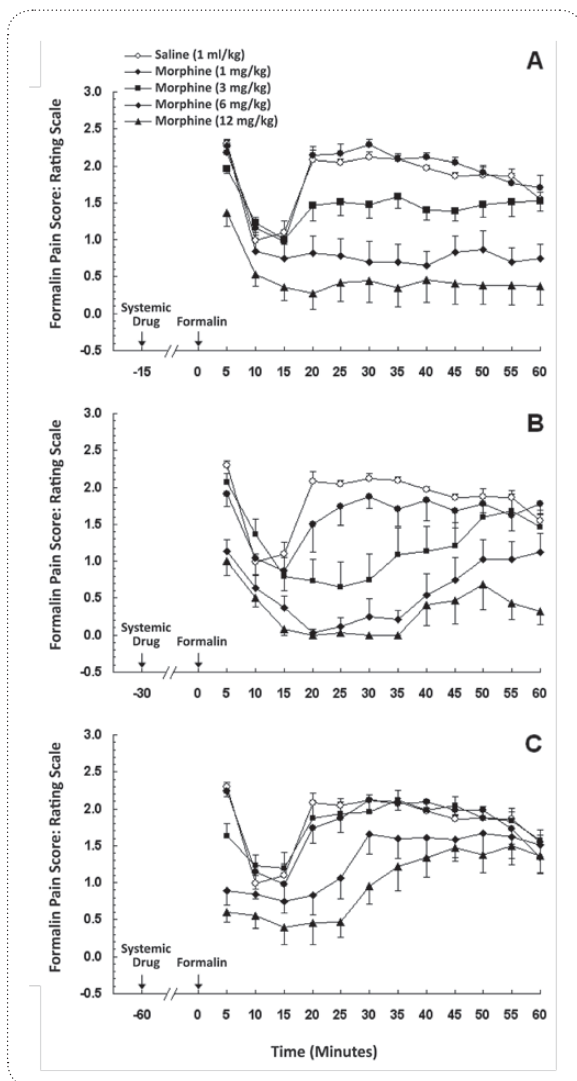 Saline (1 ml/kg)
Morphine (1 mg/kg)
Morphine (3 mg/kg)
Morphine (6 mg/kg)
Morphine (12 mg/kg)
A
Formalin Pain Score: Rating Scale
3.0
2.5
2.0
1.5
1.0
0.5
0.0
-0.5
Systemic
Drug
Formalin
-15 0 5 10 15 20 25 30 35 40 45 50 55 60
B
Formalin Pain Score: Rating Scale
3.0
2.5
2.0
1.5
1.0
0.5
0.0
-0.5
Systemic
Drug
Formalin
-30 0 5 10 15 20 25 30 35 40 45 50 55 60
C
Formalin Pain Score: Rating Scale
3.0
2.5
2.0
1.5
1.0
0.5
0.0
-0.5
Systemic
Drug
Formalin
-60 0 5 10 15 20 25 30 35 40 45 50 55 60
Time (Minutes)